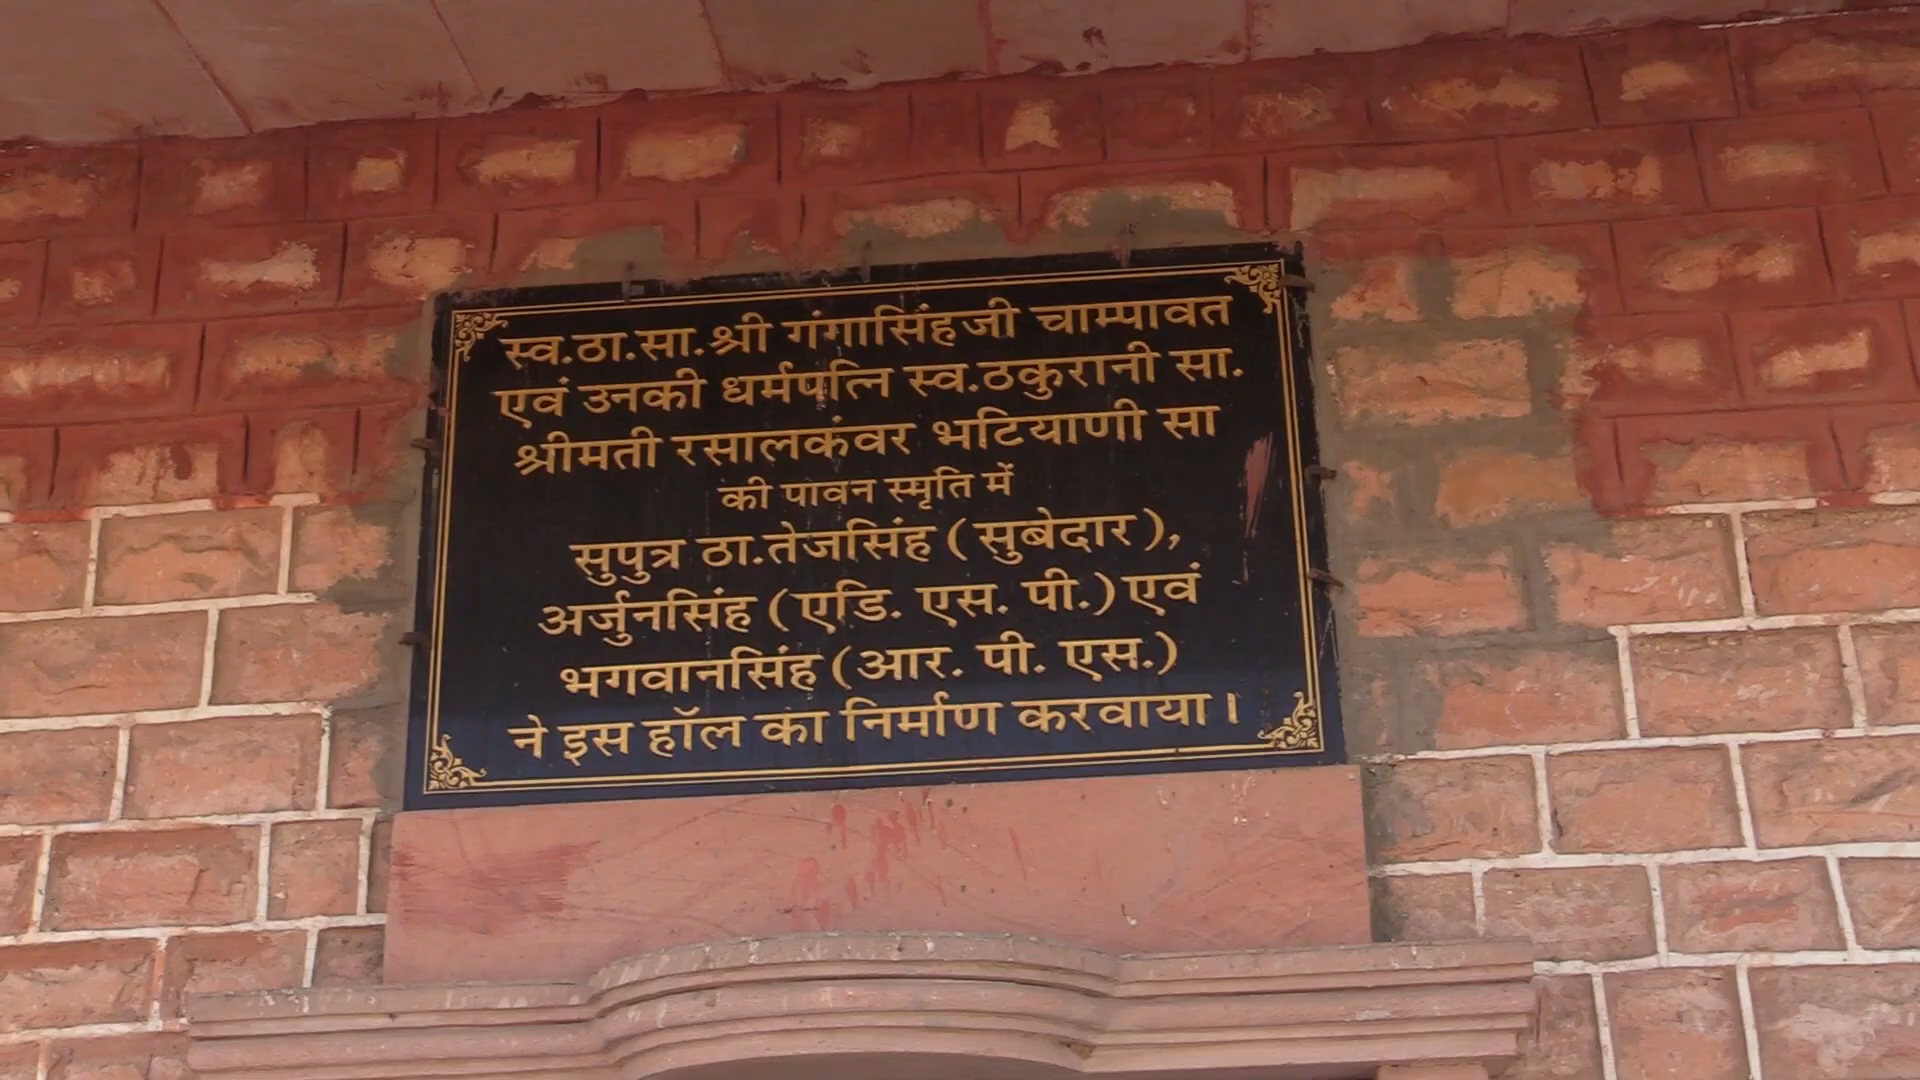 स्व.ठा.सा.श्री गंगासिंहजी चाम्पावत
एवं उनकी धर्मपत्नि स्व.ठकुरानी सा.
श्रीमती रसालकंवर भटियाणी सा
की पावन स्मृति में
सुपुत्र ठा.तेजसिंह (सुबेदार),
अर्जुनसिंह (एडि. एस. पी.) एवं
भगवानसिंह (आर. पी. एस.)
ने इस हॉल का निर्माण करवाया।